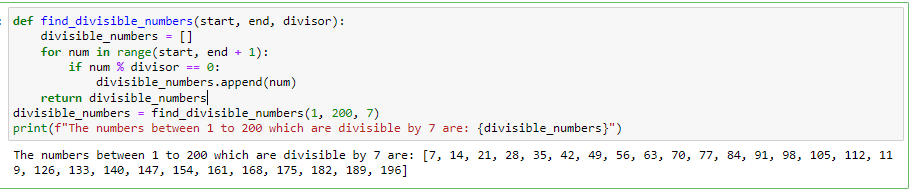 def find_divisible_numbers(start, end, divisor):
    divisible_numbers = []
    for num in range(start, end + 1):
        if num % divisor == 0:
            divisible_numbers.append(num)
    return divisible_numbers
divisible_numbers = find_divisible_numbers(1, 200, 7)
print(f"The numbers between 1 to 200 which are divisible by 7 are: {divisible_numbers}")
The numbers between 1 to 200 which are divisible by 7 are: [7, 14, 21, 28, 35, 42, 49, 56, 63, 70, 77, 84, 91, 98, 105, 112, 11
9, 126, 133, 140, 147, 154, 161, 168, 175, 182, 189, 196]